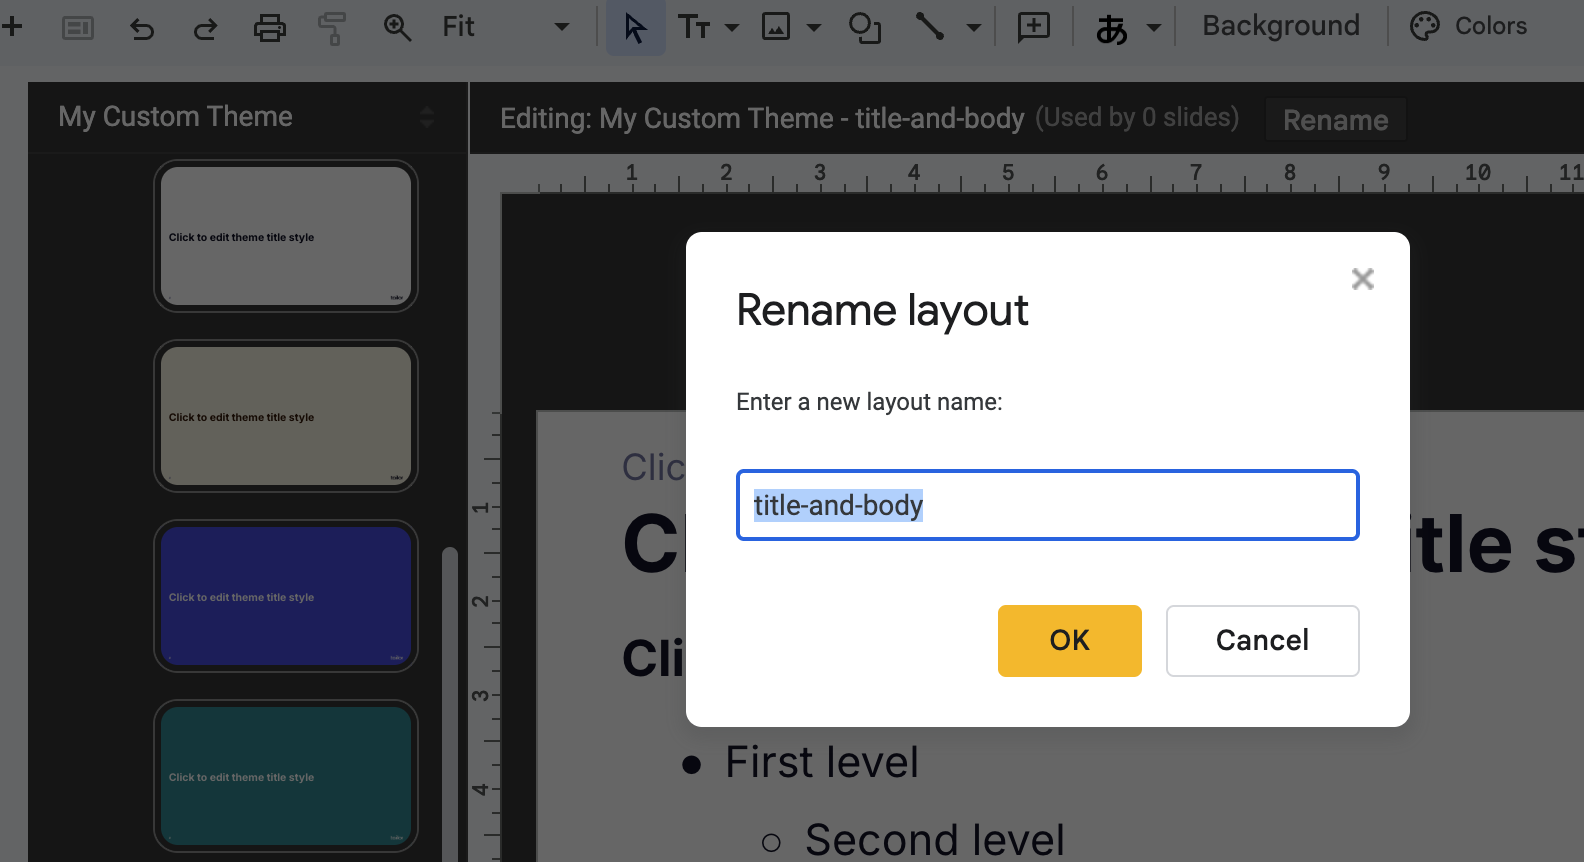 Fit
あ
Background
Colors
My Custom Theme
Editing: My Custom Theme - title-and-body (Used by 0 slides) Rename
1 2 3 4 5 6 7 8 9 10 11
Click to edit theme title style
Click to edit theme title style
Click to edit theme title style
Click to edit theme title style
1
2
3
4
Rename layout
Enter a new layout name:
title-and-body
OK
Cancel
Clic
itle s
Cli
First level
Second level